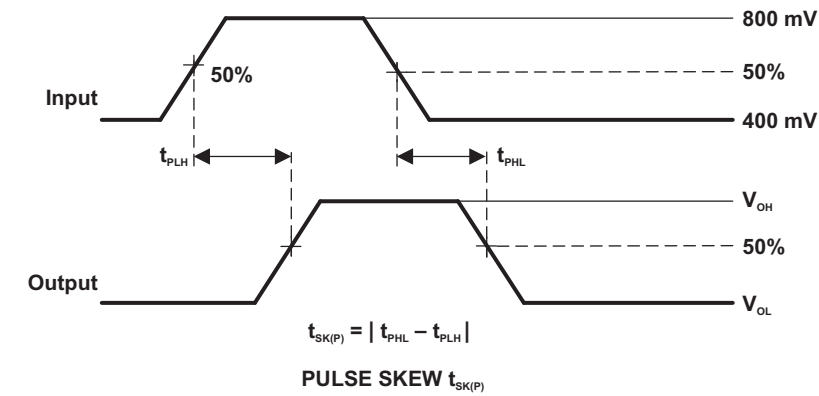 800 mV
50%
50%
Input
400 mV
tPLH
tPHL
VOH
50%
Output
VOL
tSK(P) = | tPHL – tPLH |
PULSE SKEW tSK(P)